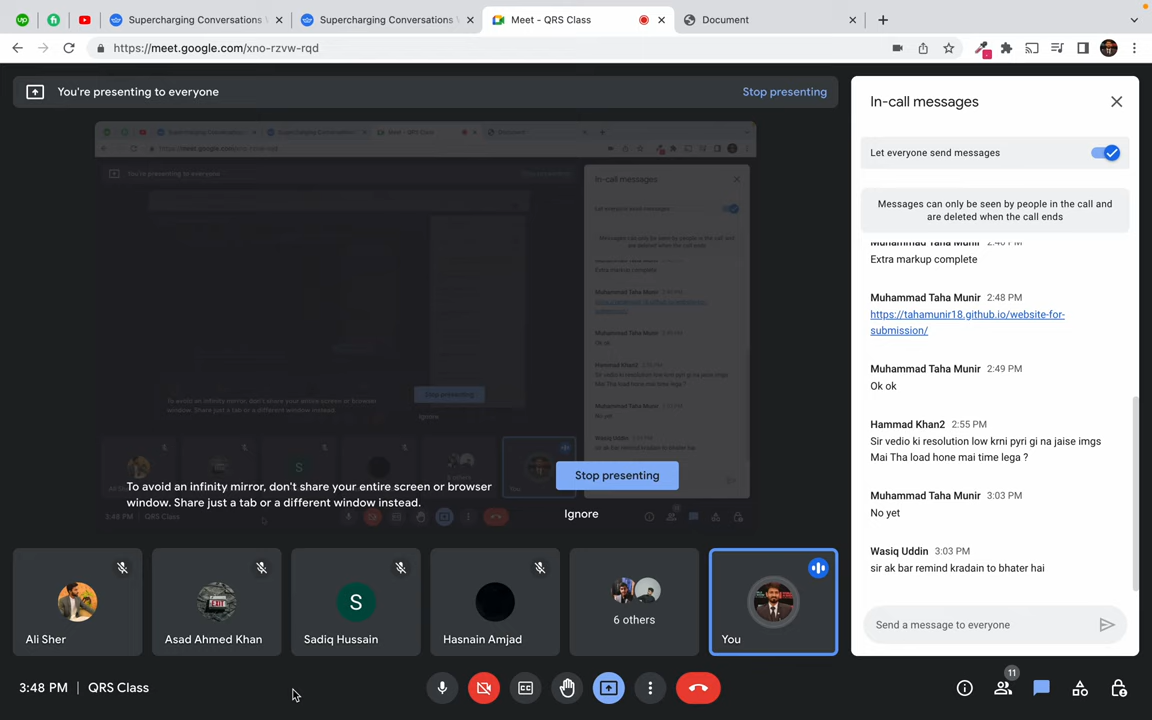 Supercharging Conversations
Supercharging Conversations
Meet - QRS Class
Document
https://meet.google.com/xno-rzvw-rqd
You're presenting to everyone
Stop presenting
To avoid an infinity mirror, don't share your entire screen or browser
window. Share just a tab or a different window instead.
Stop presenting
Ignore
Ali Sher
Asad Ahmed Khan
S
Sadiq Hussain
Hasnain Amjad
6 others
You
3:48 PM | QRS Class
In-call messages
Let everyone send messages
Messages can only be seen by people in the call and
are deleted when the call ends
Muhammad Taha Munir
Extra markup complete
Muhammad Taha Munir 2:48 PM
https://tahamunir18.github.io/website-for-
submission/
Muhammad Taha Munir 2:49 PM
Ok ok
Hammad Khan2 2:55 PM
Sir vedio ki resolution low krni pyri gi na jaise imgs
Mai Tha load hone mai time lega ?
Muhammad Taha Munir 3:03 PM
No yet
Wasiq Uddin 3:03 PM
sir ak bar remind kradain to bhater hai
Send a message to everyone
11